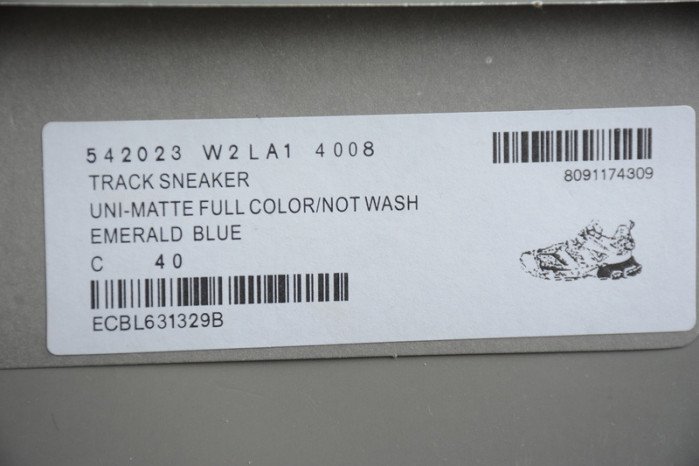 542023 W2LA1 4008
8091174309
TRACK SNEAKER
UNI-MATTE FULL COLOR/NOT WASH
EMERALD BLUE
C 40
ECBL631329B